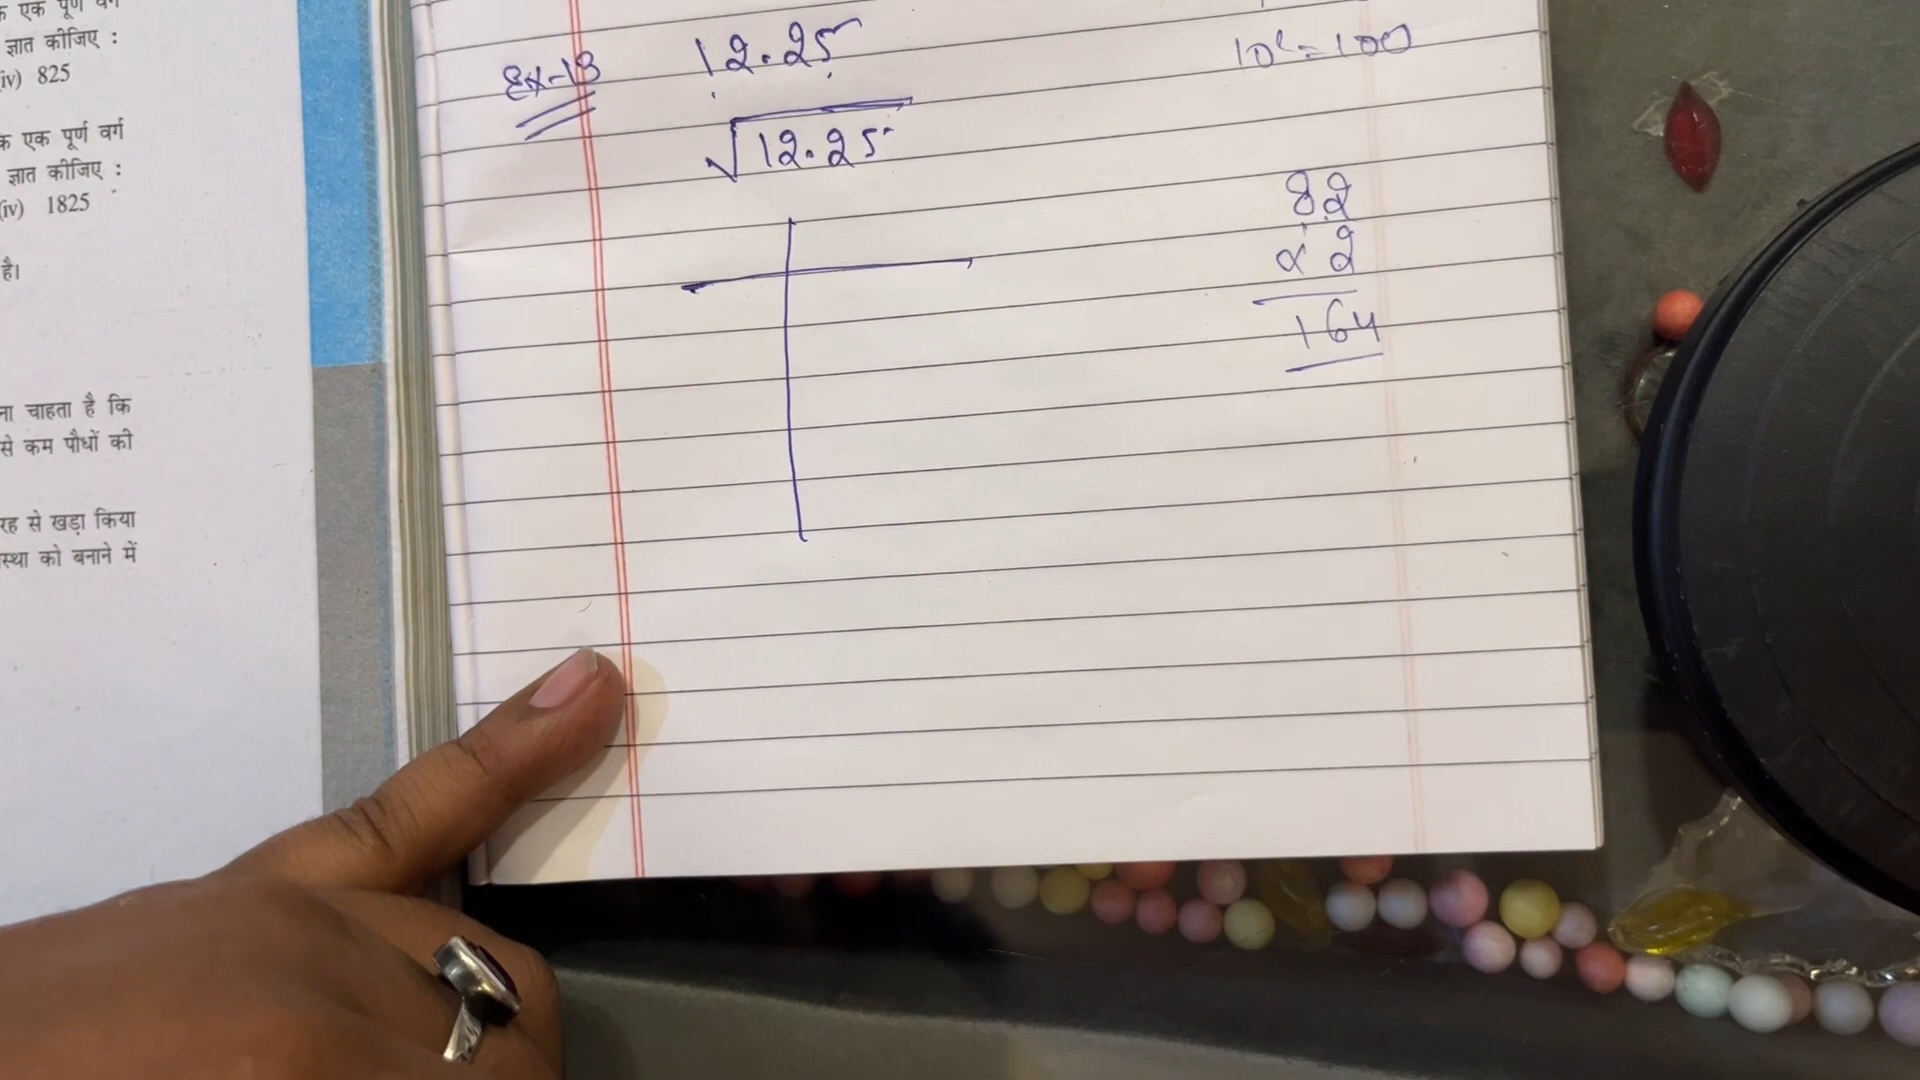 एक पूर्ण वर्ग
ज्ञात कीजिए :
(iv) 825
एक पूर्ण वर्ग
ज्ञात कीजिए :
(iv) 1825
है।
चाहता है कि
से कम पौधों की
से खड़ा किया
को बनाने में
Ex-13
12.25
√12.25
10² = 100
82
× 2
164